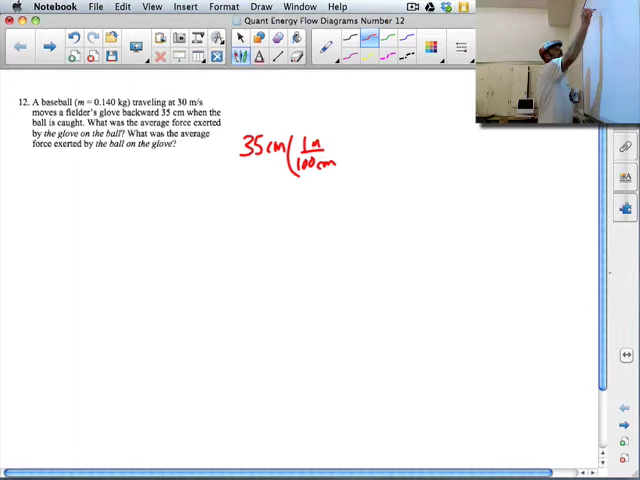 Notebook File Edit View Insert Format Draw Window Help
Quant Energy Flow Diagrams Number 12
12. A baseball (m = 0.140 kg) traveling at 30 m/s
moves a fielder's glove backward 35 cm when the
ball is caught. What was the average force exerted
by the glove on the ball? What was the average
force exerted by the ball on the glove?
35 cm ( 1 m
100 cm